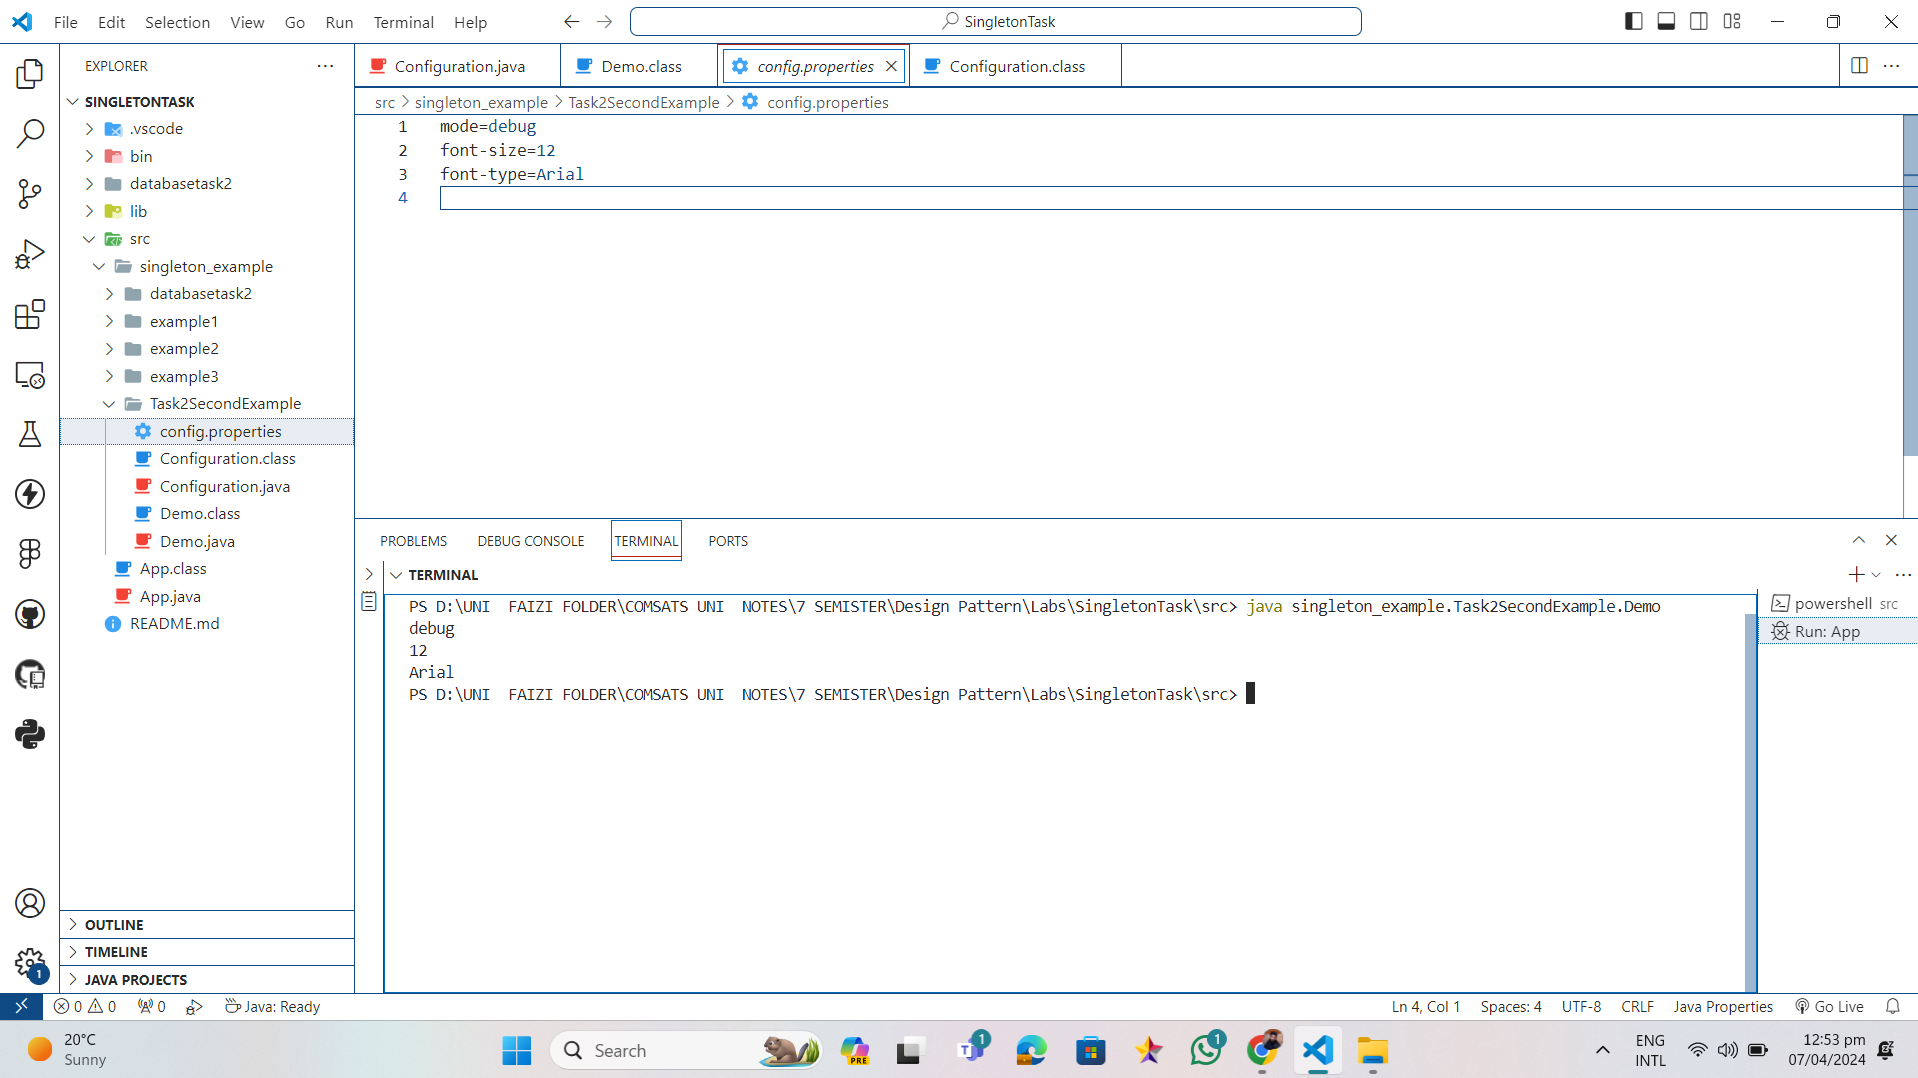 File Edit Selection View Go Run Terminal Help
SingletonTask
EXPLORER
SINGLETONTASK
.vscode
bin
databasetask2
lib
src
singleton_example
databasetask2
example1
example2
example3
Task2SecondExample
config.properties
Configuration.class
Configuration.java
Demo.class
Demo.java
App.class
App.java
README.md
OUTLINE
TIMELINE
JAVA PROJECTS
Configuration.java Demo.class config.properties Configuration.class
src > singleton_example > Task2SecondExample > config.properties
1 mode=debug
2 font-size=12
3 font-type=Arial
4
PROBLEMS DEBUG CONSOLE TERMINAL PORTS
TERMINAL
PS D:\UNI  FAIZI FOLDER\COMSATS UNI  NOTES\7 SEMISTER\Design Pattern\Labs\SingletonTask\src> java singleton_example.Task2SecondExample.Demo
debug
12
Arial
PS D:\UNI  FAIZI FOLDER\COMSATS UNI  NOTES\7 SEMISTER\Design Pattern\Labs\SingletonTask\src>
powershell src
Run: App
1
0 0 0 Java: Ready
Ln 4, Col 1 Spaces: 4 UTF-8 CRLF Java Properties Go Live
20°C
Sunny
Search
PRE
1
1
ENG
INTL
12:53 pm
07/04/2024